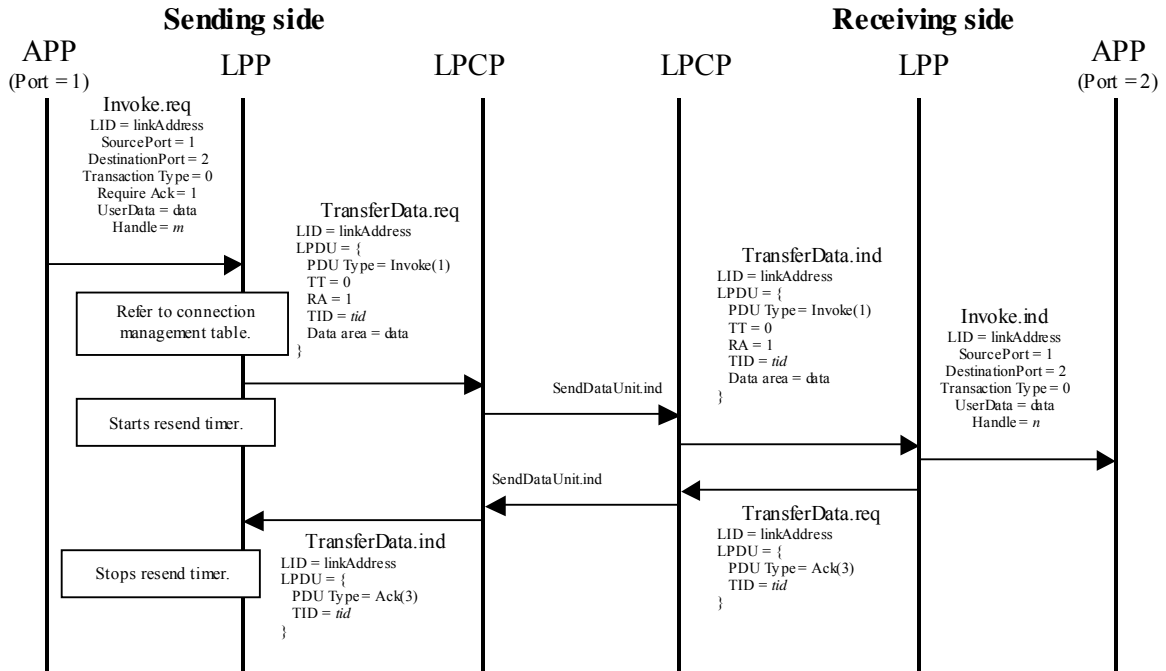 Sending side
Receiving side
APP
(Port = 1)
LPP
LPCP
LPCP
LPP
APP
(Port = 2)
Invoke.req
LID = linkAddress
SourcePort = 1
DestinationPort = 2
Transaction Type = 0
Require Ack = 1
UserData = data
Handle = m
TransferData.req
LID = linkAddress
LPDU = {
PDU Type = Invoke(1)
TT = 0
RA = 1
TID = tid
Data area = data
}
Refer to connection
management table.
Starts resend timer.
SendDataUnit.ind
TransferData.ind
LID = linkAddress
LPDU = {
PDU Type = Invoke(1)
TT = 0
RA = 1
TID = tid
Data area = data
}
Invoke.ind
LID = linkAddress
SourcePort = 1
DestinationPort = 2
Transaction Type = 0
UserData = data
Handle = n
SendDataUnit.ind
TransferData.req
LID = linkAddress
LPDU = {
PDU Type = Ack(3)
TID = tid
}
TransferData.ind
LID = linkAddress
LPDU = {
PDU Type = Ack(3)
TID = tid
}
Stops resend timer.